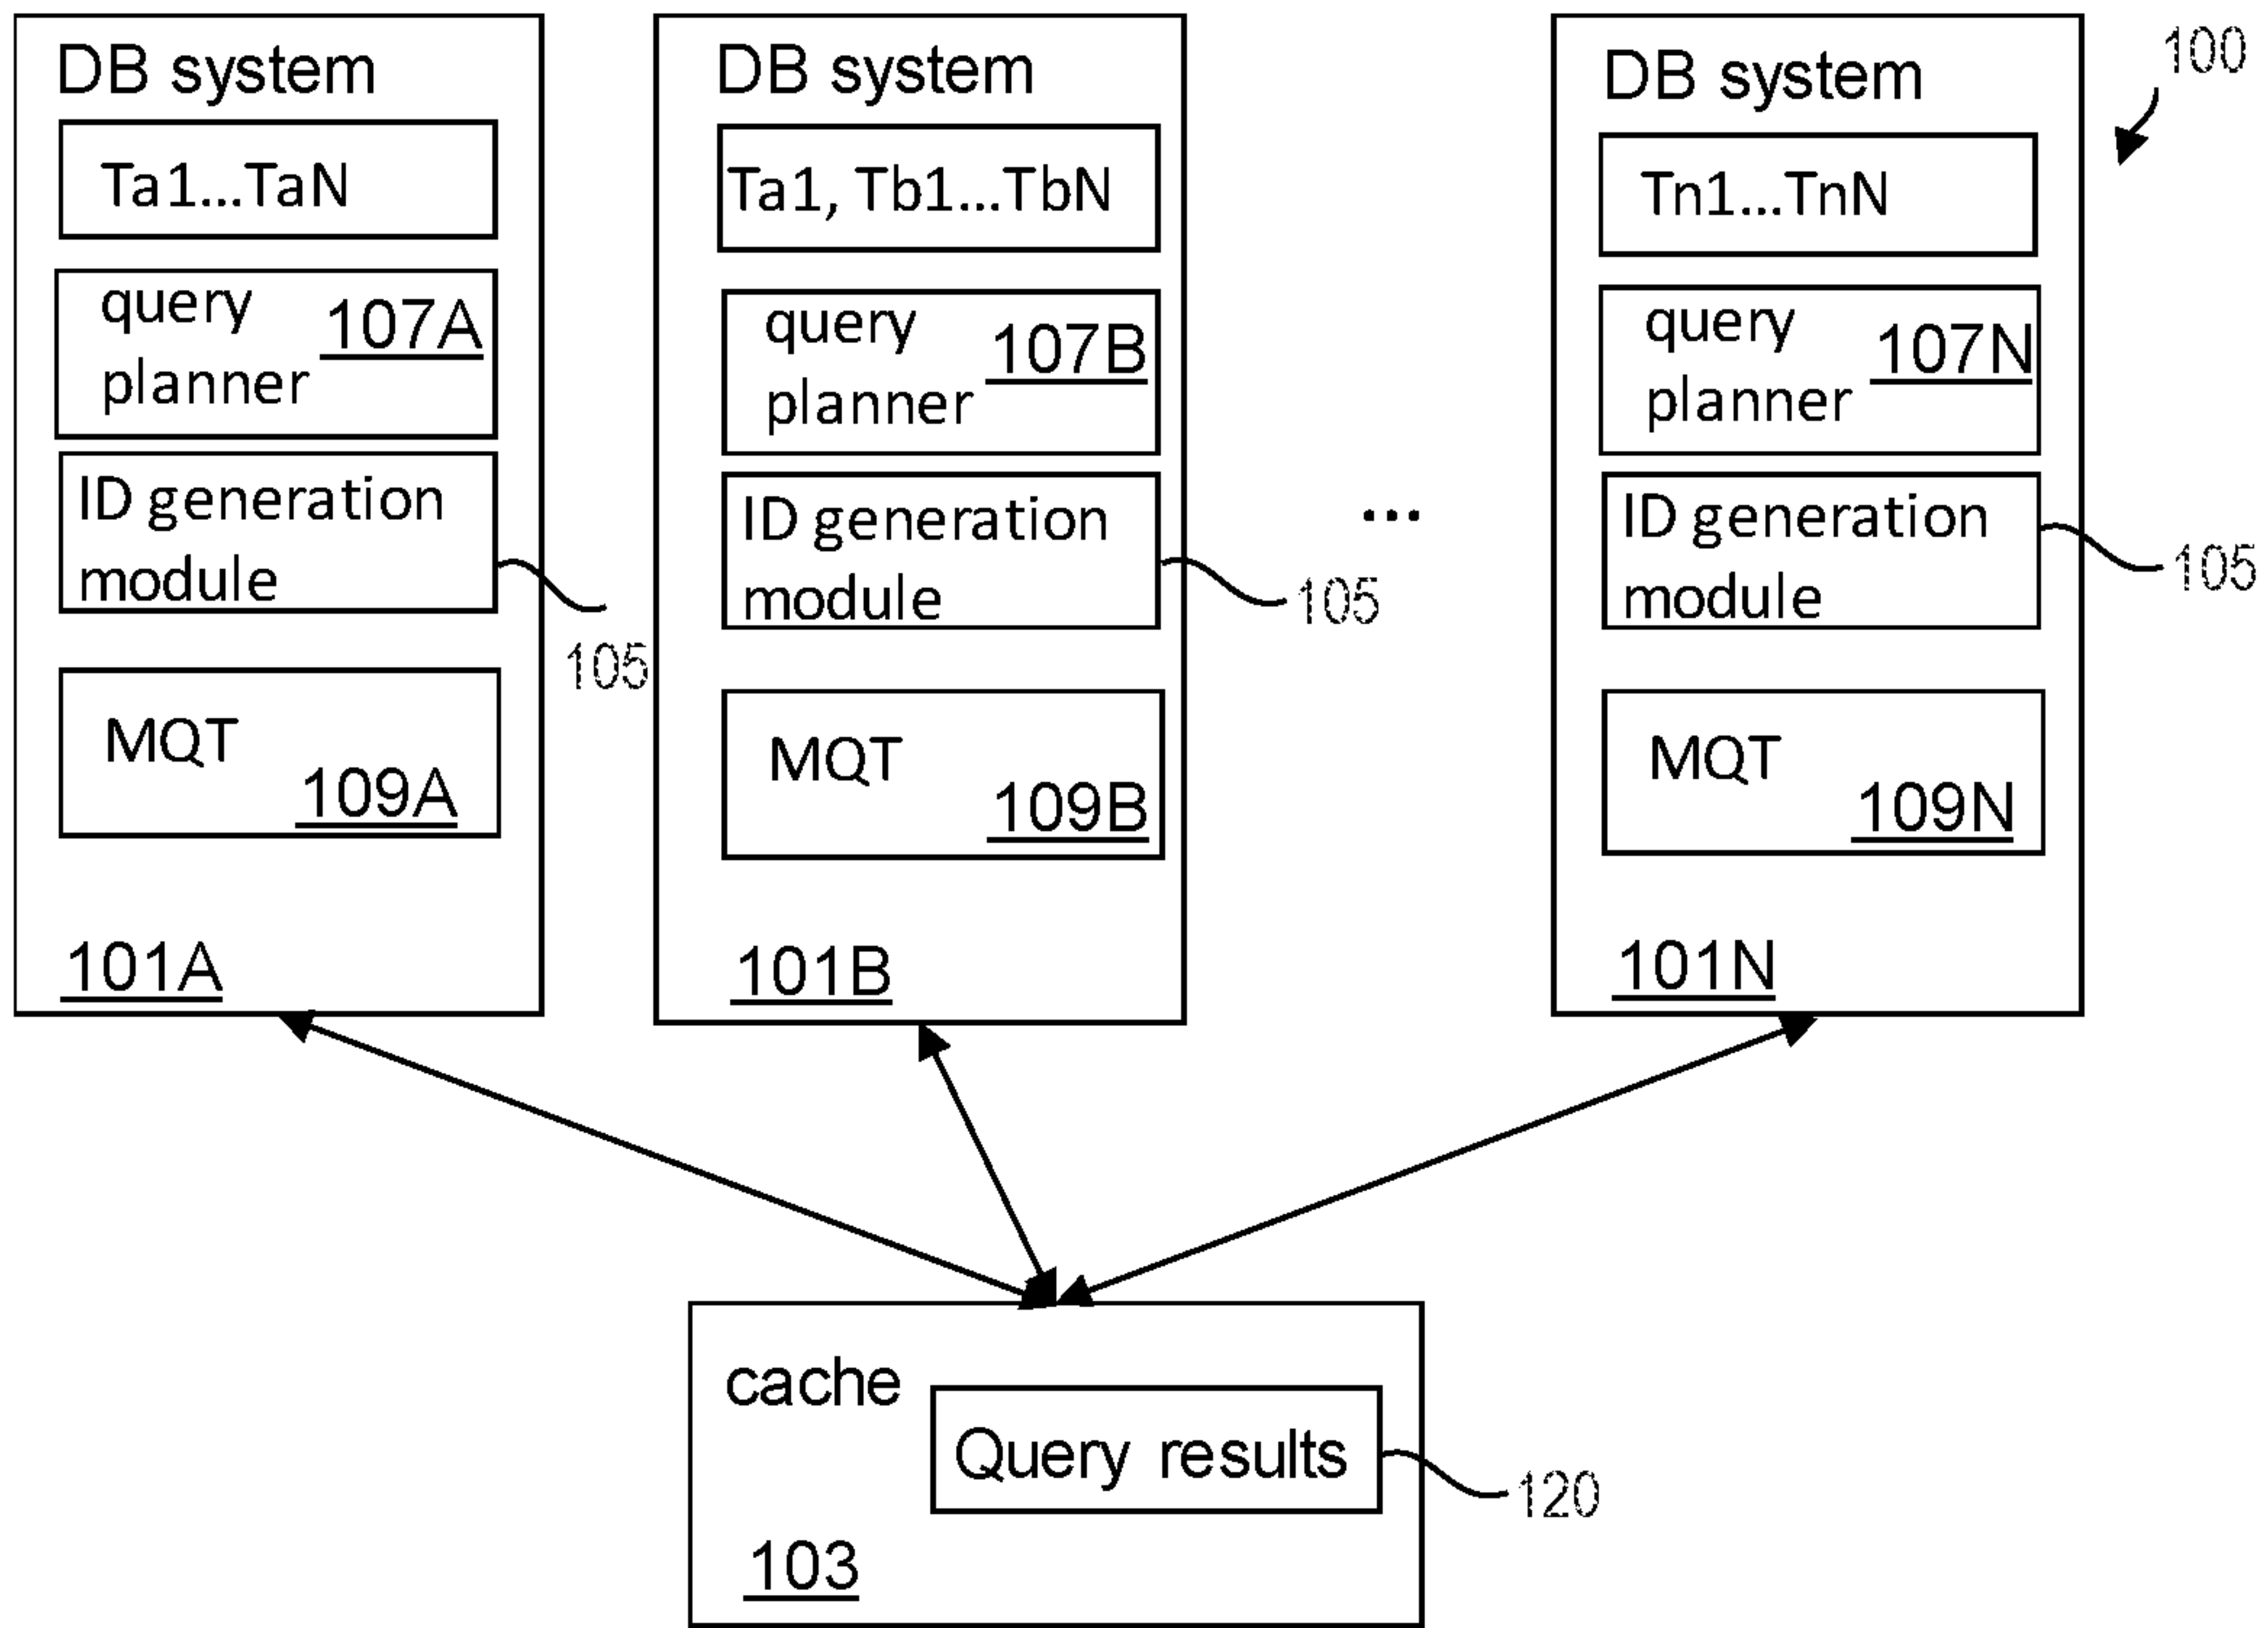 DB system
Ta1...TaN
query
planner
107A
ID generation
module
105
MQT
109A
101A
DB system
Ta1, Tb1...TbN
query
planner
107B
ID generation
module
105
MQT
109B
101B
...
DB system
Tn1...TnN
query
planner
107N
ID generation
module
105
MQT
109N
101N
100
cache
Query results
120
103